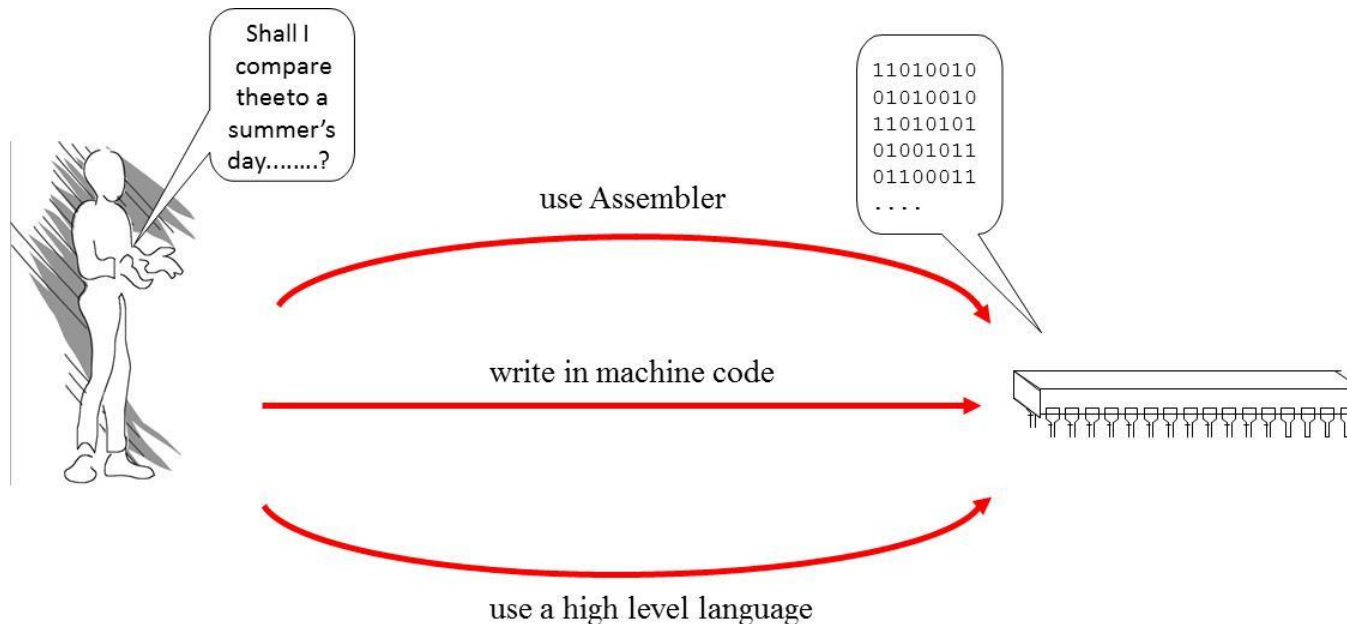 Shall I
compare
theeto a
summer's
day........?
11010010
01010010
11010101
01001011
01100011
....
use Assembler
write in machine code
use a high level language